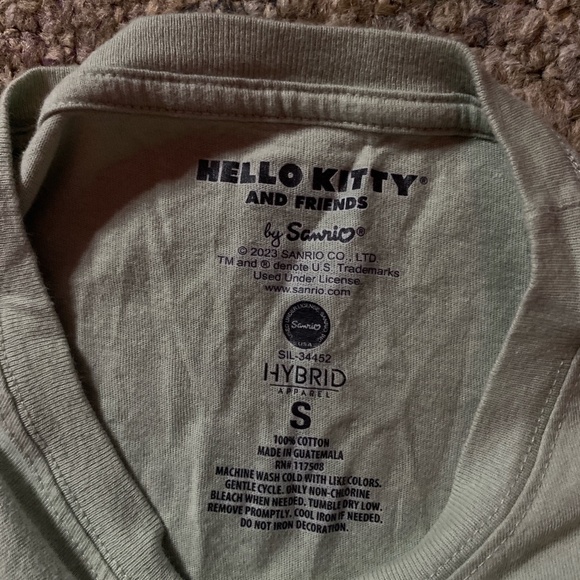 HELLO KITTY®
AND FRIENDS
by Sanrio®
© 2023 SANRIO CO., LTD
TM and ® denote U.S. Trademarks
Used Under License.
www.sanrio.com
Sanrio
USA
SIL-34452
HYBRID
APPAREL
S
100% COTTON
MADE IN GUATEMALA
RN# 117508
MACHINE WASH COLD WITH LIKE COLORS.
GENTLE CYCLE. ONLY NON-CHLORINE
BLEACH WHEN NEEDED. TUMBLE DRY LOW.
REMOVE PROMPTLY. COOL IRON IF NEEDED.
DO NOT IRON DECORATION.